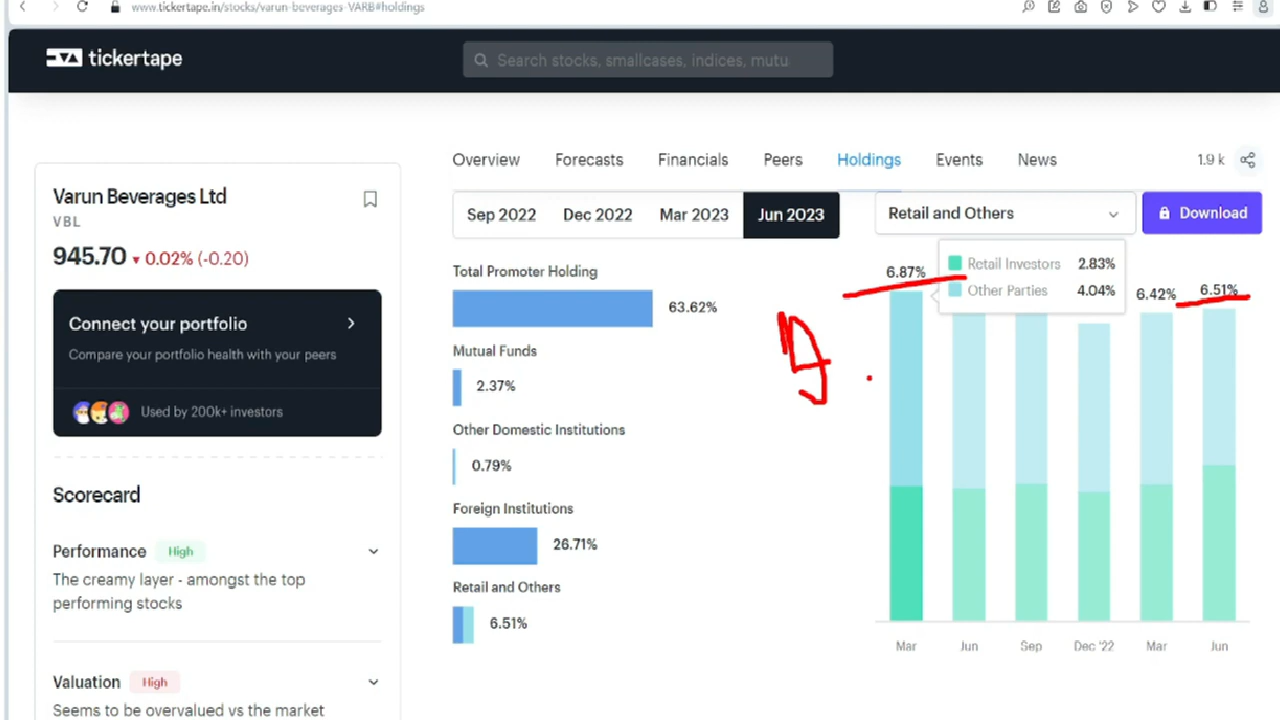 www.tickertape.in/stocks/varun-beverages-VARB#holdings
tickertape
Search stocks, smallcases, indices, mutu
Overview Forecasts Financials Peers Holdings Events News 1.9 k
Varun Beverages Ltd
VBL
945.70 ▾ 0.02% (-0.20)
Connect your portfolio
Compare your portfolio health with your peers
Used by 200k+ investors
Scorecard
Performance High
The creamy layer - amongst the top
performing stocks
Valuation High
Seems to be overvalued vs the market
Sep 2022 Dec 2022 Mar 2023 Jun 2023
Total Promoter Holding
63.62%
Mutual Funds
2.37%
Other Domestic Institutions
0.79%
Foreign Institutions
26.71%
Retail and Others
6.51%
Retail and Others
Download
Retail Investors 2.83%
Other Parties 4.04%
6.87% 6.42% 6.51%
Mar Jun Sep Dec '22 Mar Jun